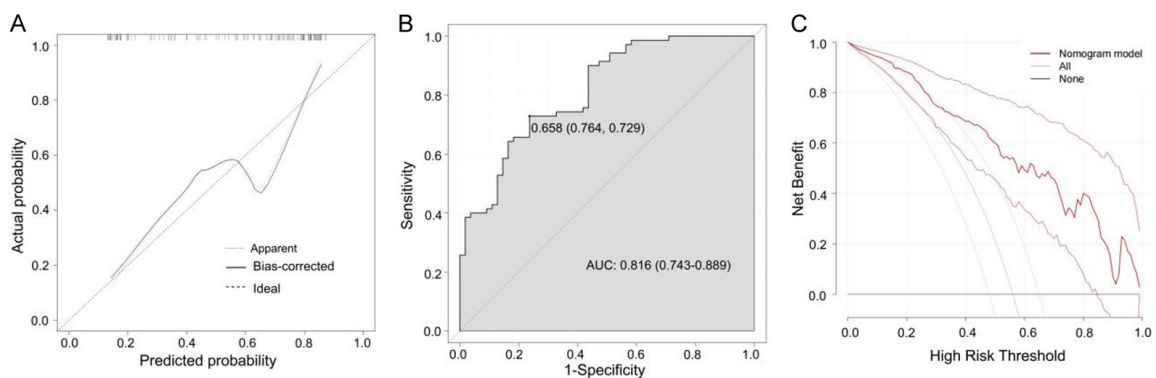 A
1.0
0.8
0.6
0.4
0.2
0.0
Actual probability
Apparent
Bias-corrected
Ideal
0.0 0.2 0.4 0.6 0.8 1.0
Predicted probability
B
1.0
0.8
0.6
0.4
0.2
0.0
Sensitivity
0.658 (0.764, 0.729)
AUC: 0.816 (0.743-0.889)
0.0 0.2 0.4 0.6 0.8 1.0
1-Specificity
C
1.0
0.8
0.6
0.4
0.2
0.0
Net Benefit
Nomogram model
All
None
0.0 0.2 0.4 0.6 0.8 1.0
High Risk Threshold